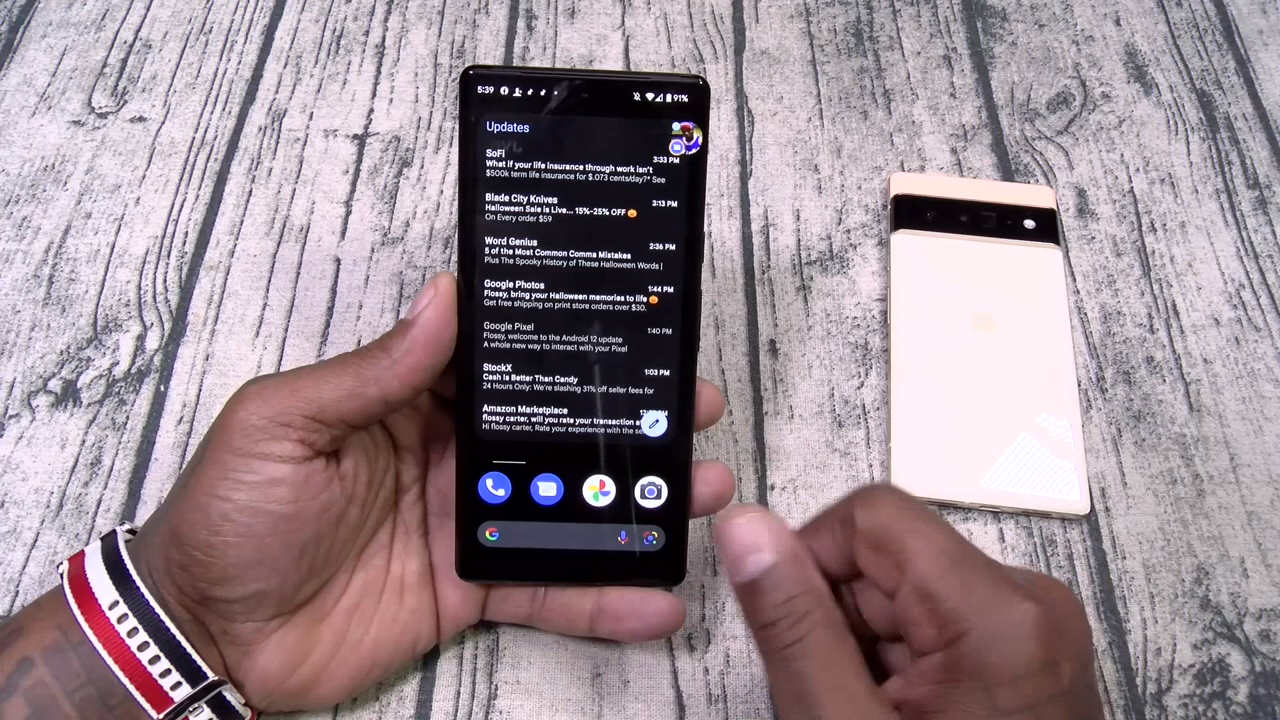 5:39
91%
Updates
SoFi
3:33 PM
What if your life insurance through work isn't
$500k term life insurance for $.073 cents/day?* See
Blade City Knives
3:13 PM
Halloween Sale is Live... 15%-25% OFF 🎃
On Every order $59
Word Genius
2:36 PM
5 of the Most Common Comma Mistakes
Plus The Spooky History of These Halloween Words |
Google Photos
1:44 PM
Flossy, bring your Halloween memories to life 🎃
Get free shipping on print store orders over $30.
Google Pixel
1:40 PM
Flossy, welcome to the Android 12 update
A whole new way to interact with your Pixel
StockX
1:03 PM
Cash Is Better Than Candy
24 Hours Only: We're slashing 31% off seller fees for
Amazon Marketplace
flossy carter, will you rate your transaction
Hi flossy carter, Rate your experience with the
G